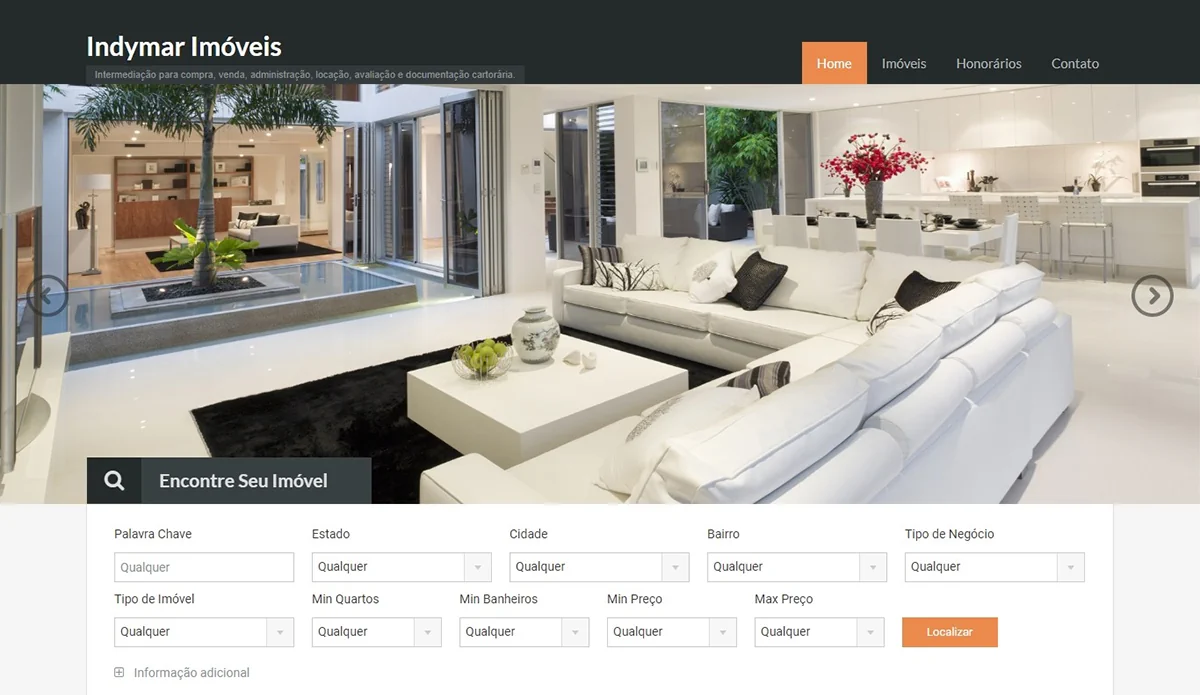 Indymar Imóveis
Intermediação para compra, venda, administração, locação, avaliação e documentação cartorária.
Home Imóveis Honorários Contato
Encontre Seu Imóvel
Palavra Chave Estado Cidade Bairro Tipo de Negócio
Qualquer Qualquer Qualquer Qualquer Qualquer
Tipo de Imóvel Min Quartos Min Banheiros Min Preço Max Preço
Qualquer Qualquer Qualquer Qualquer Qualquer Localizar
Informação adicional